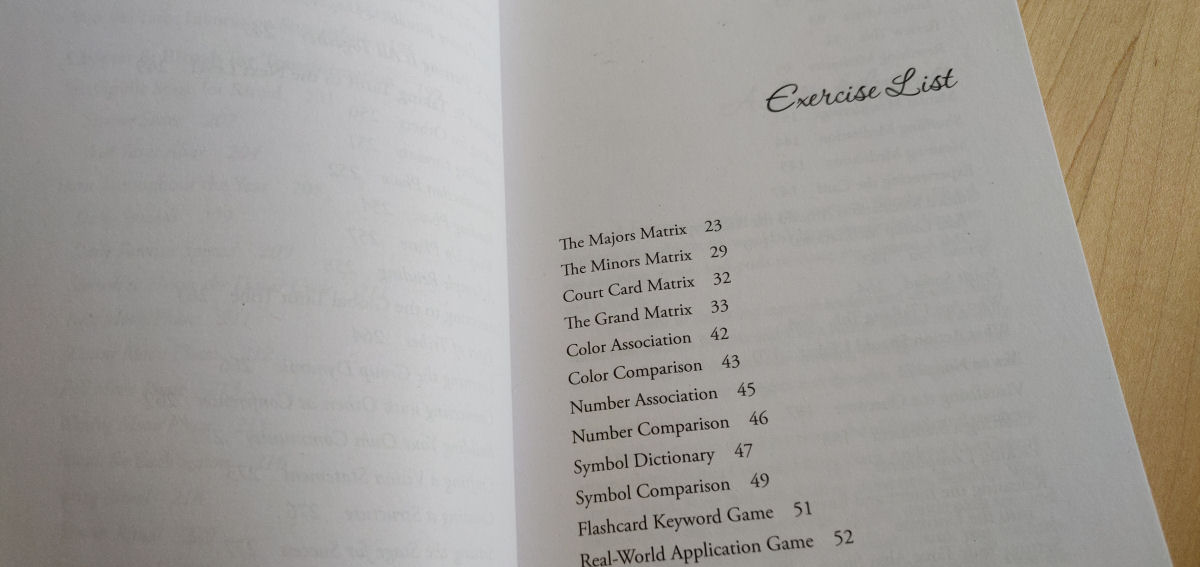 Exercise List
The Majors Matrix 23
The Minors Matrix 29
Court Card Matrix 32
The Grand Matrix 33
Color Association 42
Color Comparison 43
Number Association 45
Number Comparison 46
Symbol Dictionary 47
Symbol Comparison 49
Flashcard Keyword Game 51
Real-World Application Game 52